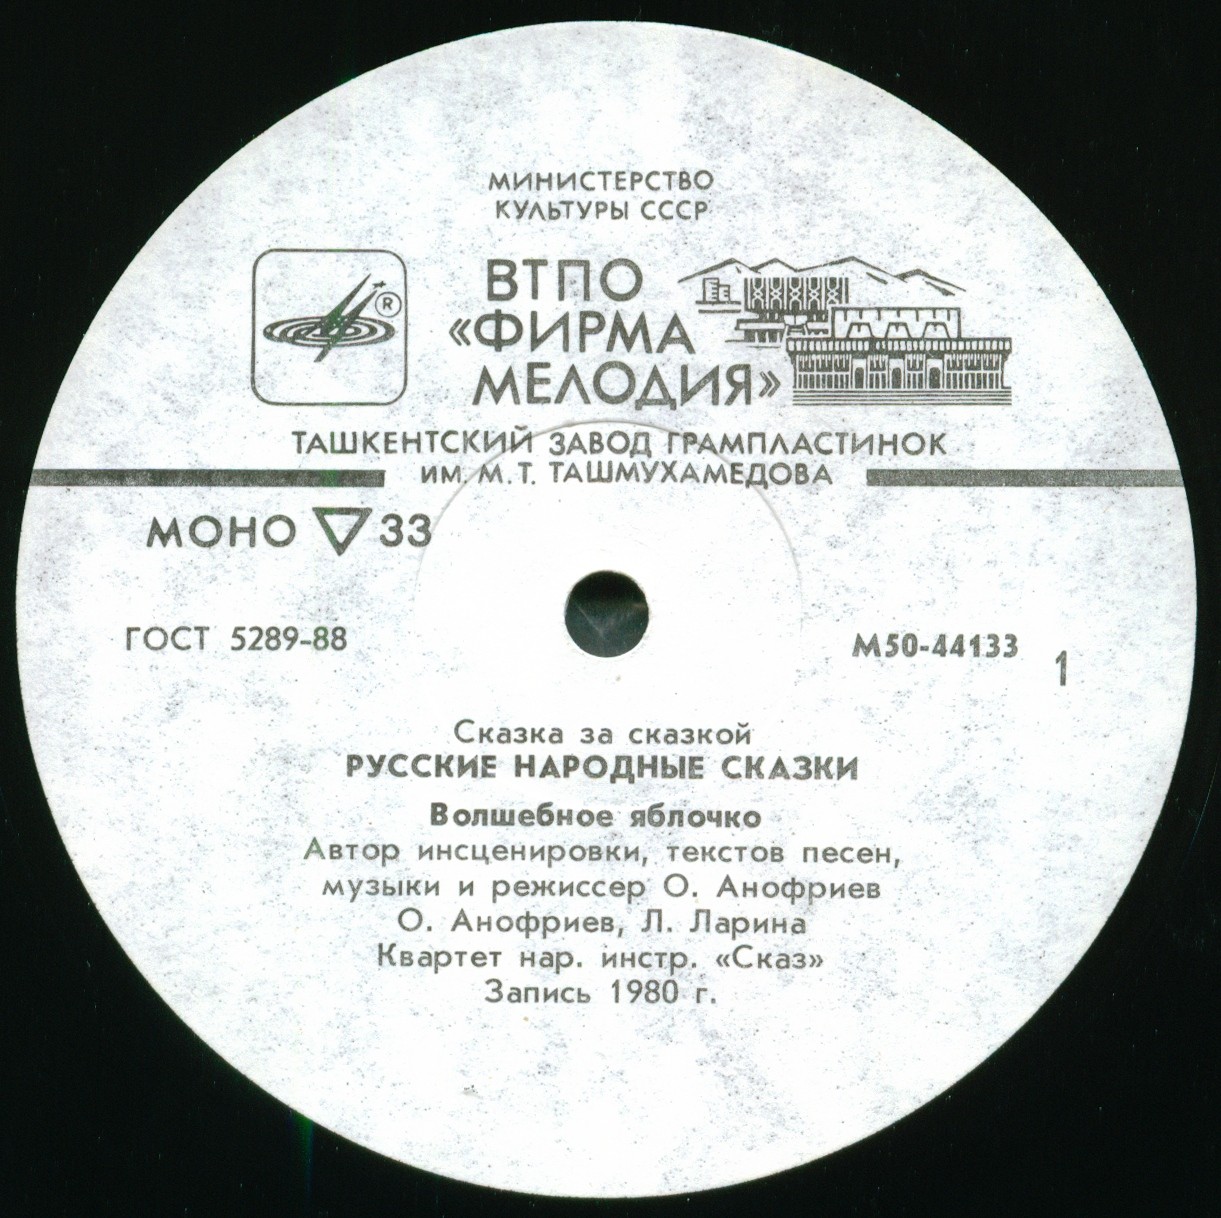 МИНИСТЕРСТВО
КУЛЬТУРЫ СССР
ВТПО
«ФИРМА
МЕЛОДИЯ»
®
ТАШКЕНТСКИЙ ЗАВОД ГРАМПЛАСТИНОК
ИМ. М. Т. ТАШМУХАМЕДОВА
МОНО ▽ 33
ГОСТ 5289-88
М50-44133
1
Сказка за сказкой
РУССКИЕ НАРОДНЫЕ СКАЗКИ
Волшебное яблочко
Автор инсценировки, текстов песен,
музыки и режиссер О. Анофриев
О. Анофриев, Л. Ларина
Квартет нар. инстр. «Сказ»
Запись 1980 г.